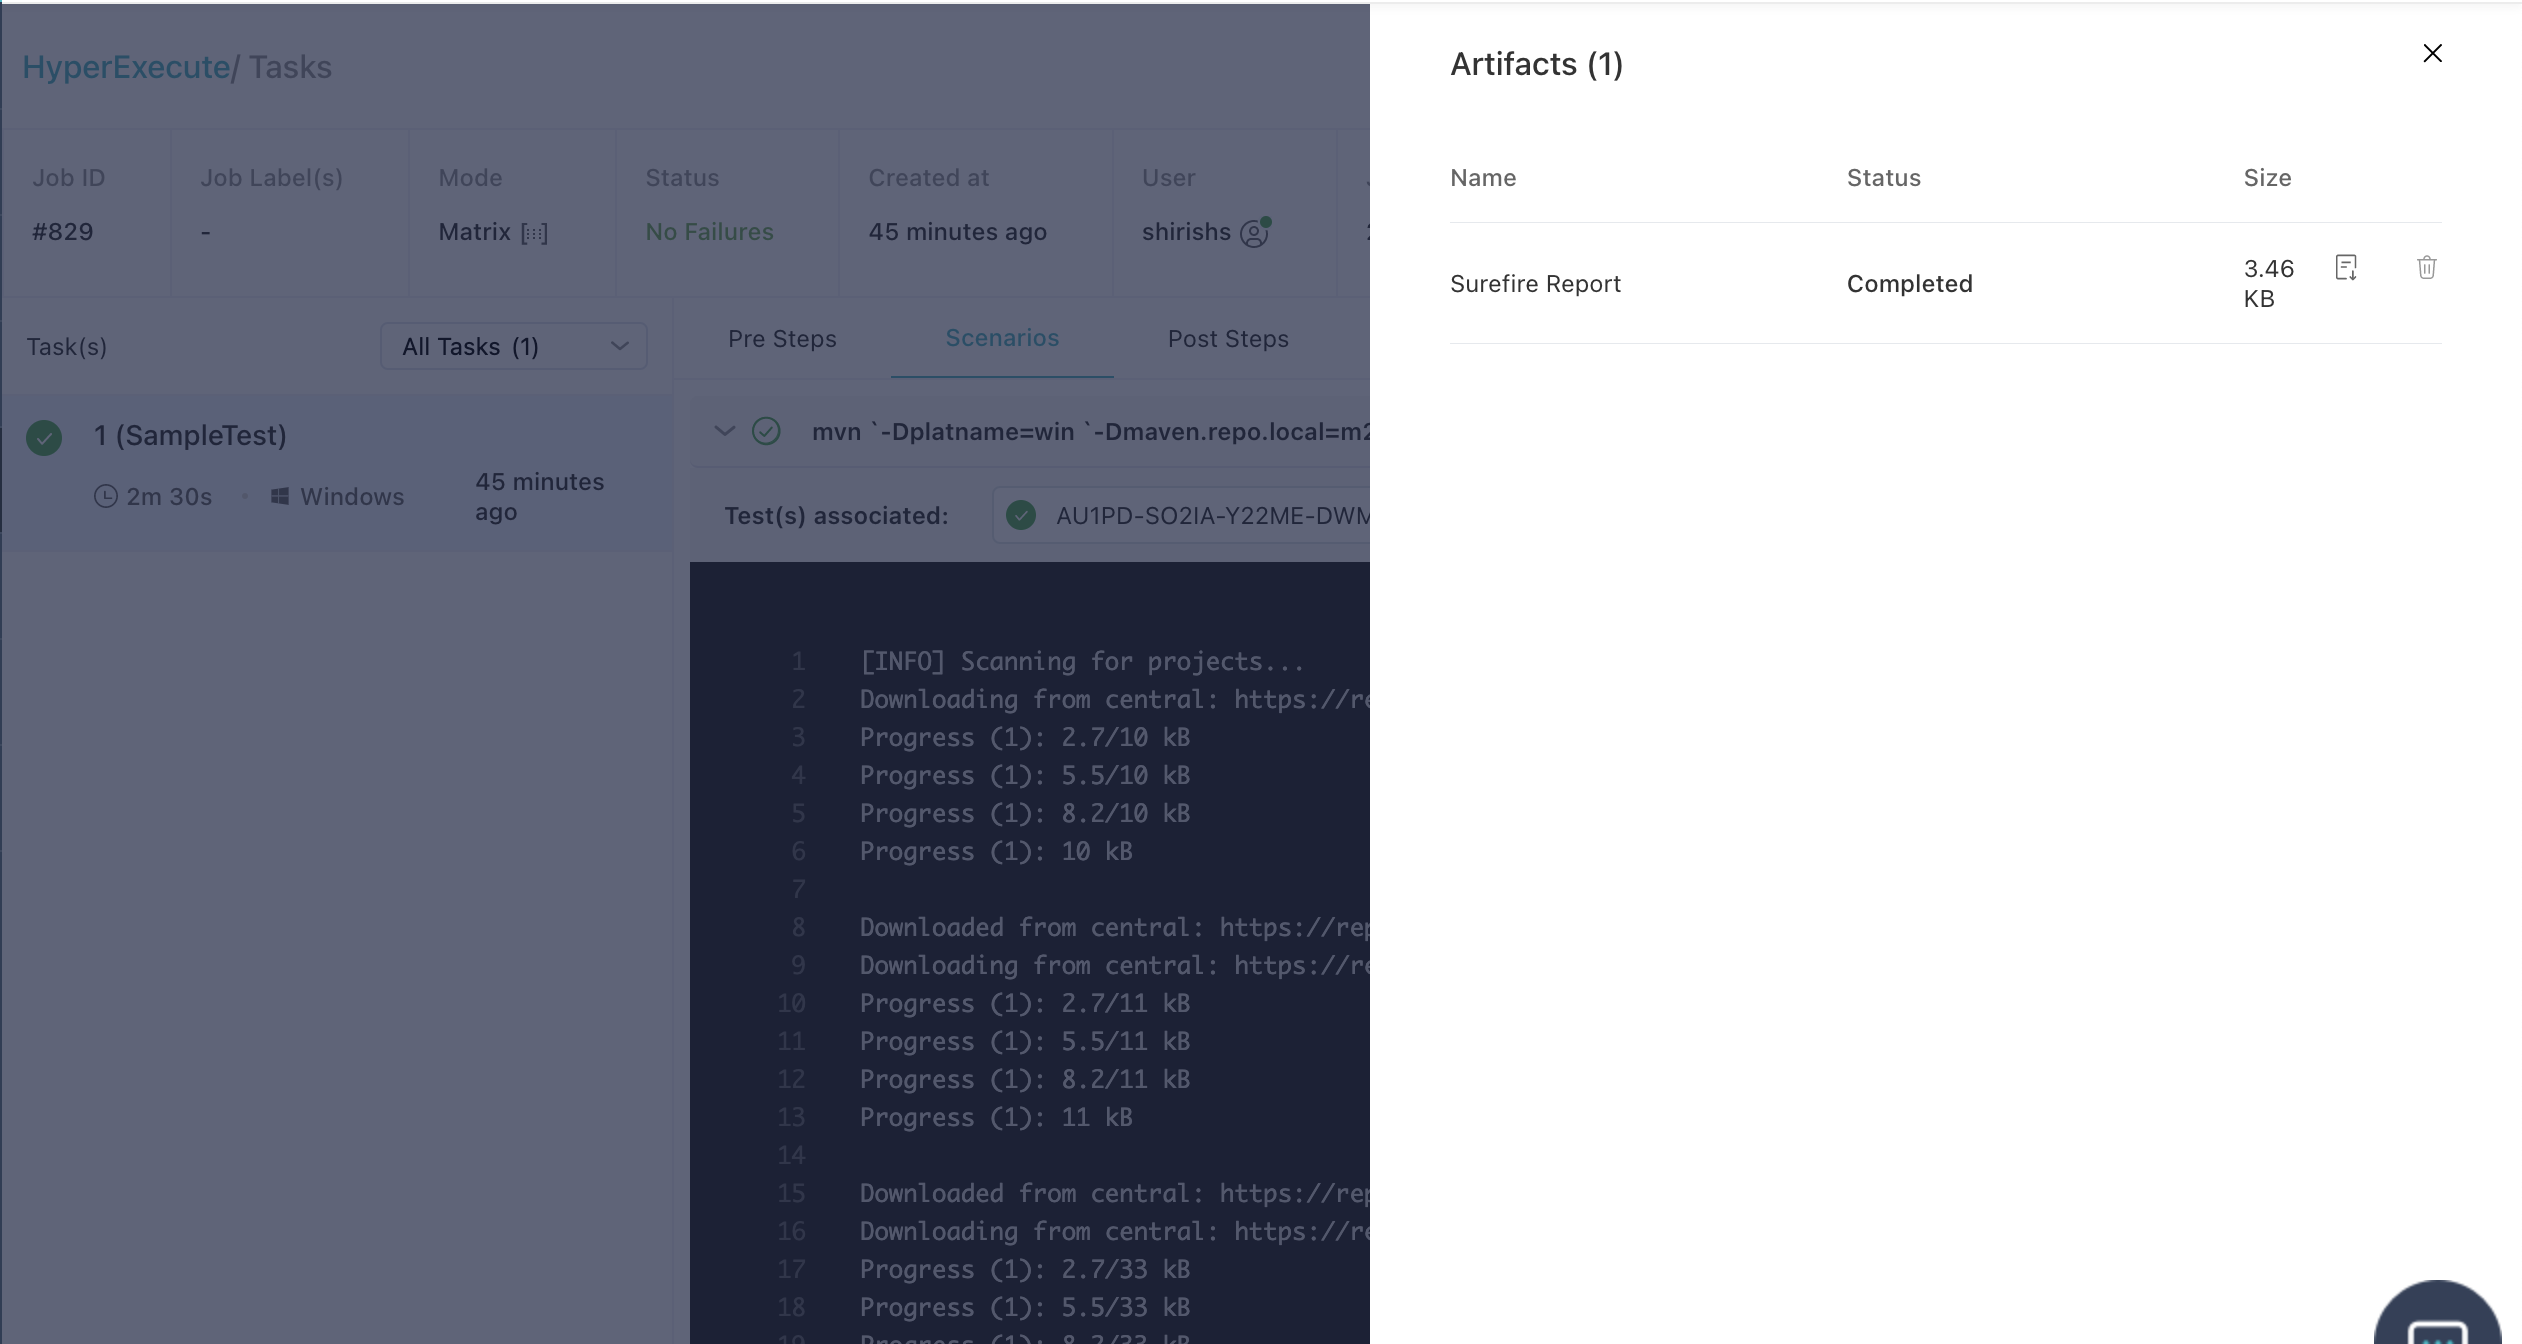 HyperExecute/ Tasks
Job ID
#829
Job Label(s)
-
Mode
Matrix
Status
No Failures
Created at
45 minutes ago
User
shirishs
Task(s)
All Tasks (1)
1 (SampleTest)
2m 30s • Windows
45 minutes
ago
Pre Steps
Scenarios
Post Steps
mvn `-Dplatname=win `-Dmaven.repo.local=m2
Test(s) associated:
AU1PD-SO2IA-Y22ME-DWM
1 [INFO] Scanning for projects...
2 Downloading from central: https://re
3 Progress (1): 2.7/10 kB
4 Progress (1): 5.5/10 kB
5 Progress (1): 8.2/10 kB
6 Progress (1): 10 kB
7
8 Downloaded from central: https://rep
9 Downloading from central: https://re
10 Progress (1): 2.7/11 kB
11 Progress (1): 5.5/11 kB
12 Progress (1): 8.2/11 kB
13 Progress (1): 11 kB
14
15 Downloaded from central: https://rep
16 Downloading from central: https://re
17 Progress (1): 2.7/33 kB
18 Progress (1): 5.5/33 kB
19 Progress (1): 8.2/33 kB
Artifacts (1)
Name
Status
Size
Surefire Report
Completed
3.46
KB